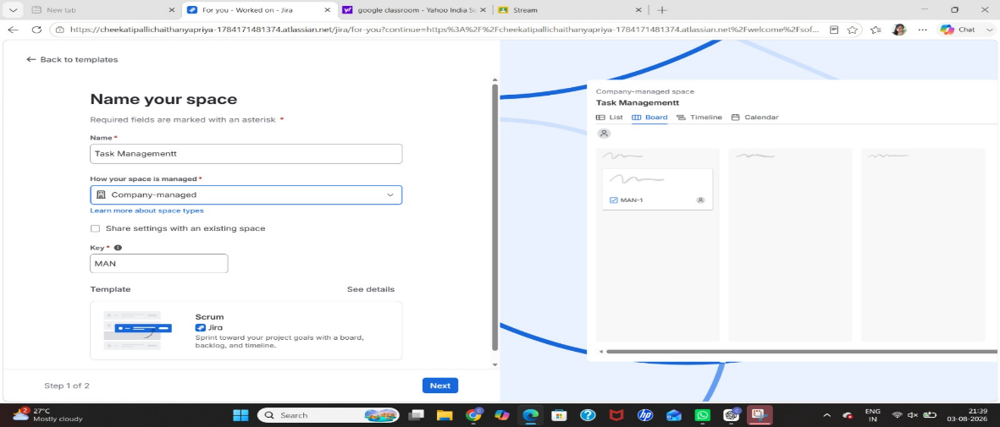 New tab
For you - Worked on - Jira
google classroom - Yahoo India Se
Stream
https://cheekatipallichaithanyapriya-1784171481374.atlassian.net/jira/for-you?continue=https%3A%2F%2Fcheekatipallichaithanyapriya-1784171481374.atlassian.net%2Fwelcome%2Fsof...
Chat
Back to templates
Name your space
Required fields are marked with an asterisk *
Name *
Task Managementt
How your space is managed *
Company-managed
Learn more about space types
Share settings with an existing space
Key *
MAN
Template
See details
Scrum
Jira
Sprint toward your project goals with a board,
backlog, and timeline.
Step 1 of 2
Next
Company-managed space
Task Managementt
List Board Timeline Calendar
MAN-1
2
27°C
Mostly cloudy
Search
ENG
IN
21:39
03-08-2026